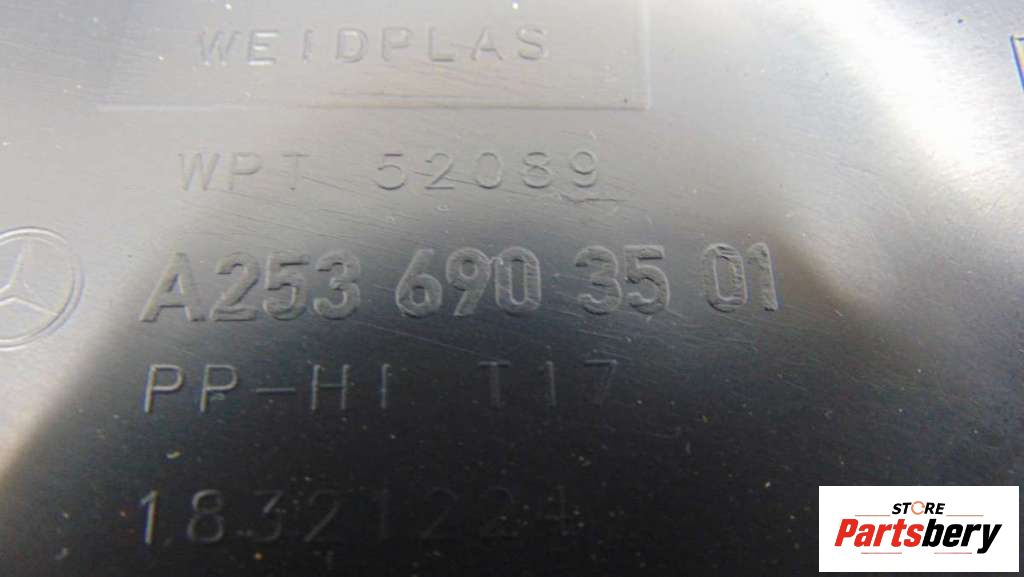 WEIDPLAS
WPT 52089
A253 690 35 01
PP-HI T17
18321224
STORE
Partsbery